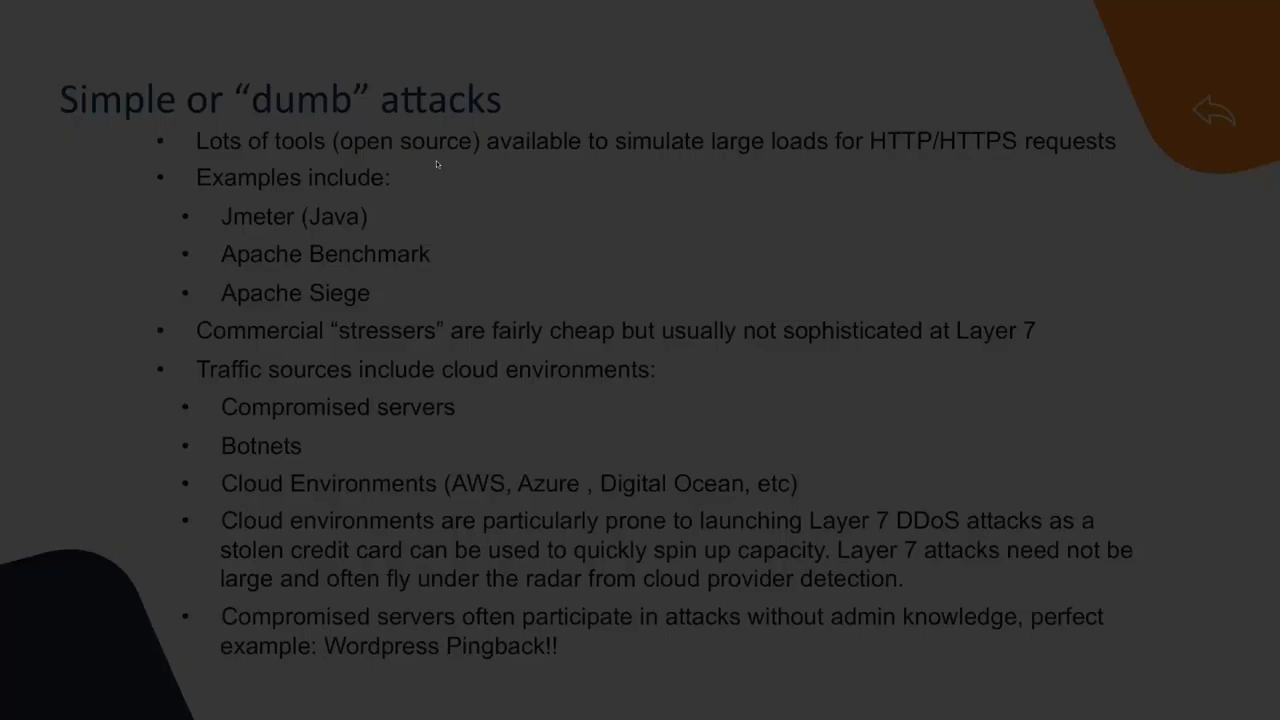 Simple or “dumb” attacks
• Lots of tools (open source) available to simulate large loads for HTTP/HTTPS requests
• Examples include:
• Jmeter (Java)
• Apache Benchmark
• Apache Siege
• Commercial “stressers” are fairly cheap but usually not sophisticated at Layer 7
• Traffic sources include cloud environments:
• Compromised servers
• Botnets
• Cloud Environments (AWS, Azure , Digital Ocean, etc)
• Cloud environments are particularly prone to launching Layer 7 DDoS attacks as a
stolen credit card can be used to quickly spin up capacity. Layer 7 attacks need not be
large and often fly under the radar from cloud provider detection.
• Compromised servers often participate in attacks without admin knowledge, perfect
example: Wordpress Pingback!!